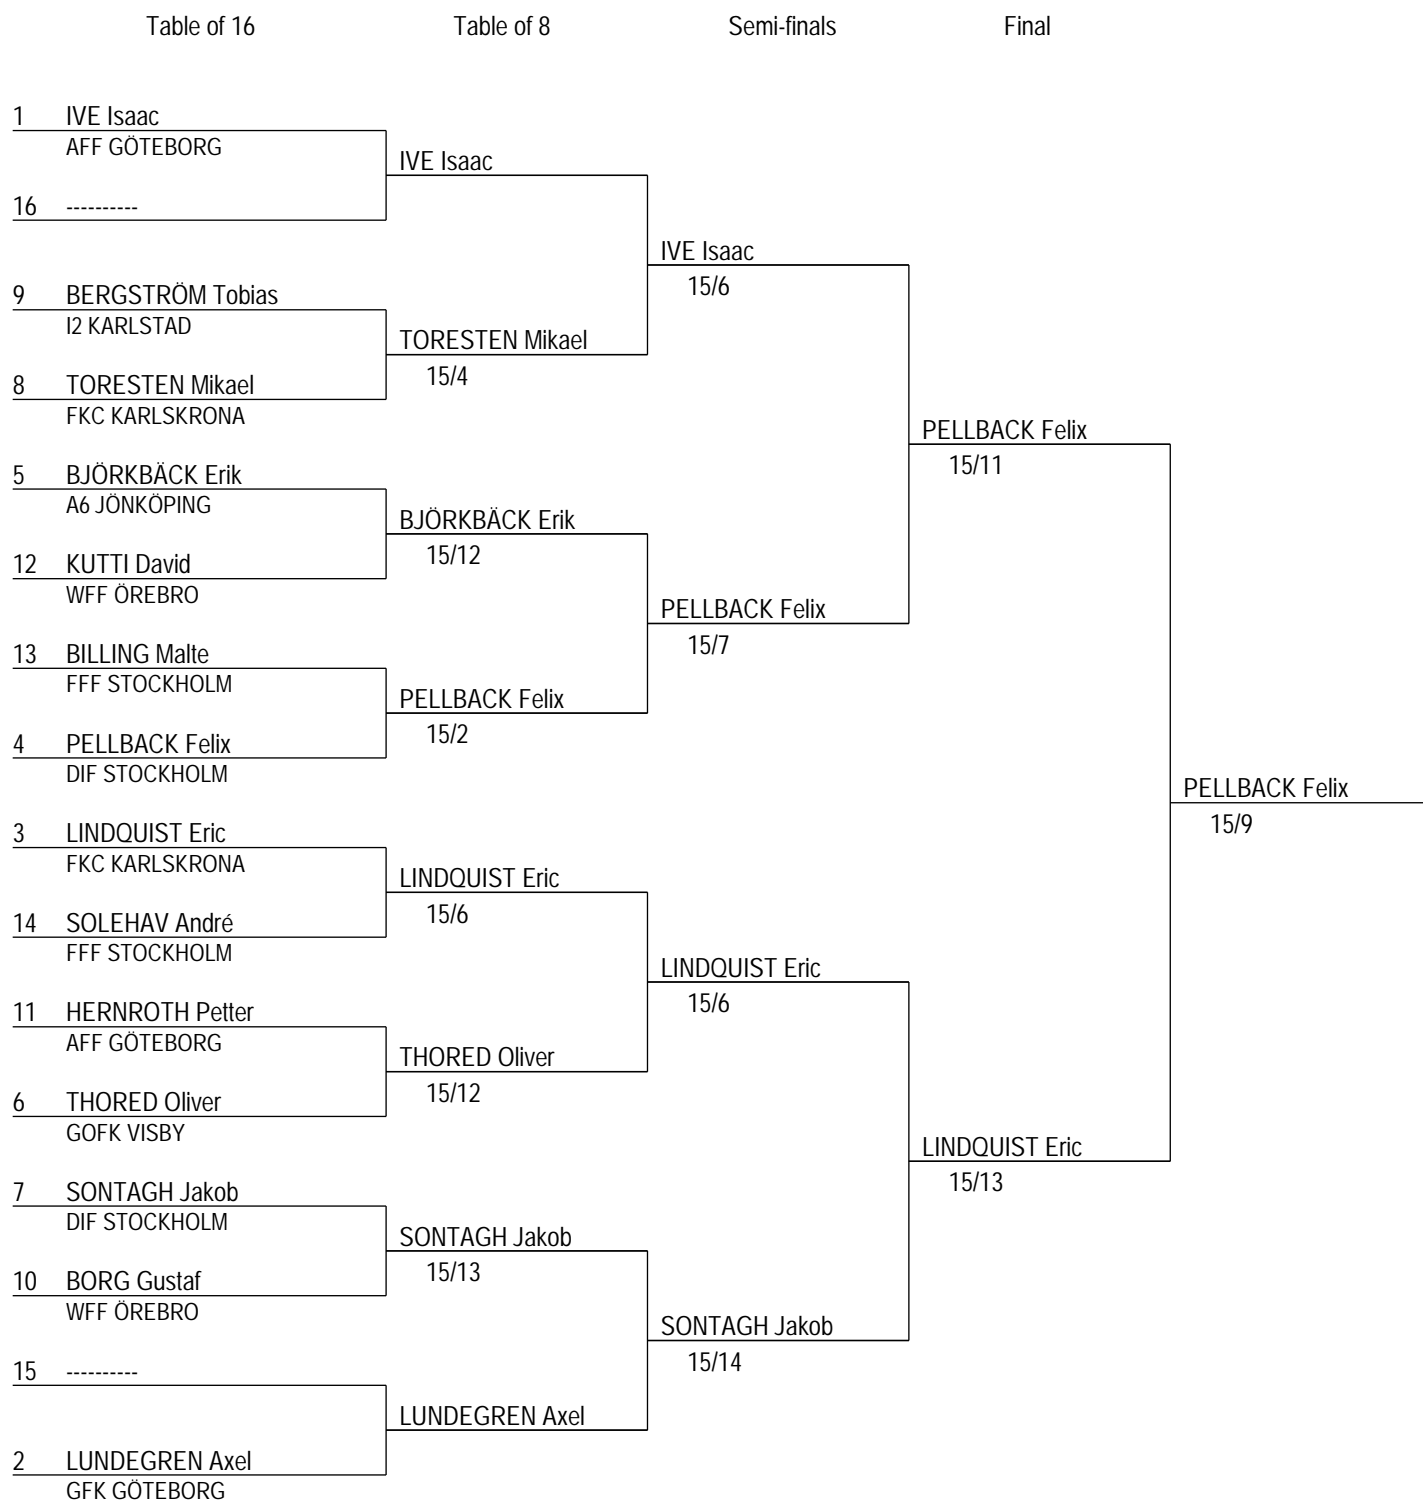 Table of 16 Table of 8 Semi-finals Final
1 IVE Isaac
AFF GÖTEBORG
IVE Isaac
16 ----------
IVE Isaac
15/6
9 BERGSTRÖM Tobias
I2 KARLSTAD
TORESTEN Mikael
15/4
8 TORESTEN Mikael
FKC KARLSKRONA
PELLBACK Felix
15/11
5 BJÖRKBÄCK Erik
A6 JÖNKÖPING
BJÖRKBÄCK Erik
15/12
12 KUTTI David
WFF ÖREBRO
PELLBACK Felix
15/7
13 BILLING Malte
FFF STOCKHOLM
PELLBACK Felix
15/2
4 PELLBACK Felix
DIF STOCKHOLM
PELLBACK Felix
15/9
3 LINDQUIST Eric
FKC KARLSKRONA
LINDQUIST Eric
15/6
14 SOLEHAV André
FFF STOCKHOLM
LINDQUIST Eric
15/6
11 HERNROTH Petter
AFF GÖTEBORG
THORED Oliver
15/12
6 THORED Oliver
GOFK VISBY
LINDQUIST Eric
15/13
7 SONTAGH Jakob
DIF STOCKHOLM
SONTAGH Jakob
15/13
10 BORG Gustaf
WFF ÖREBRO
SONTAGH Jakob
15/14
15 ----------
LUNDEGREN Axel
2 LUNDEGREN Axel
GFK GÖTEBORG